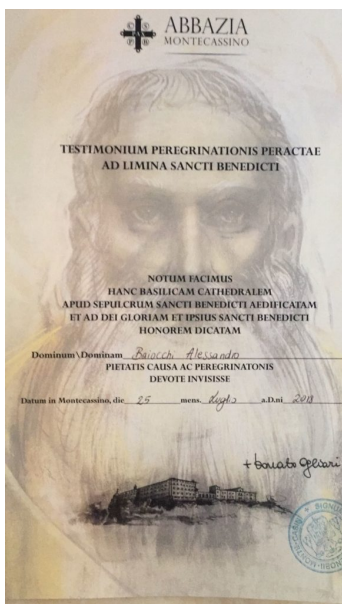 ABBAZIA
MONTECASSINO
TESTIMONIUM PEREGRINATIONIS PERACTAE
AD LIMINA SANCTI BENEDICTI
NOTUM FACIMUS
HANC BASILICAM CATHEDRALEM
APUD SEPULCRUM SANCTI BENEDICTI AEDIFICATAM
ET AD DEI GLORIAM ET IPSIUS SANCTI BENEDICTI
HONOREM DICATAM
Dominum\Dominam Baiocchi Alessandro
PIETATIS CAUSA AC PEREGRINATONIS
DEVOTE INVISISSE
Datum in Montecassino, die 25 mens. Luglio a.D.ni 2018
+ Donato Ogliari